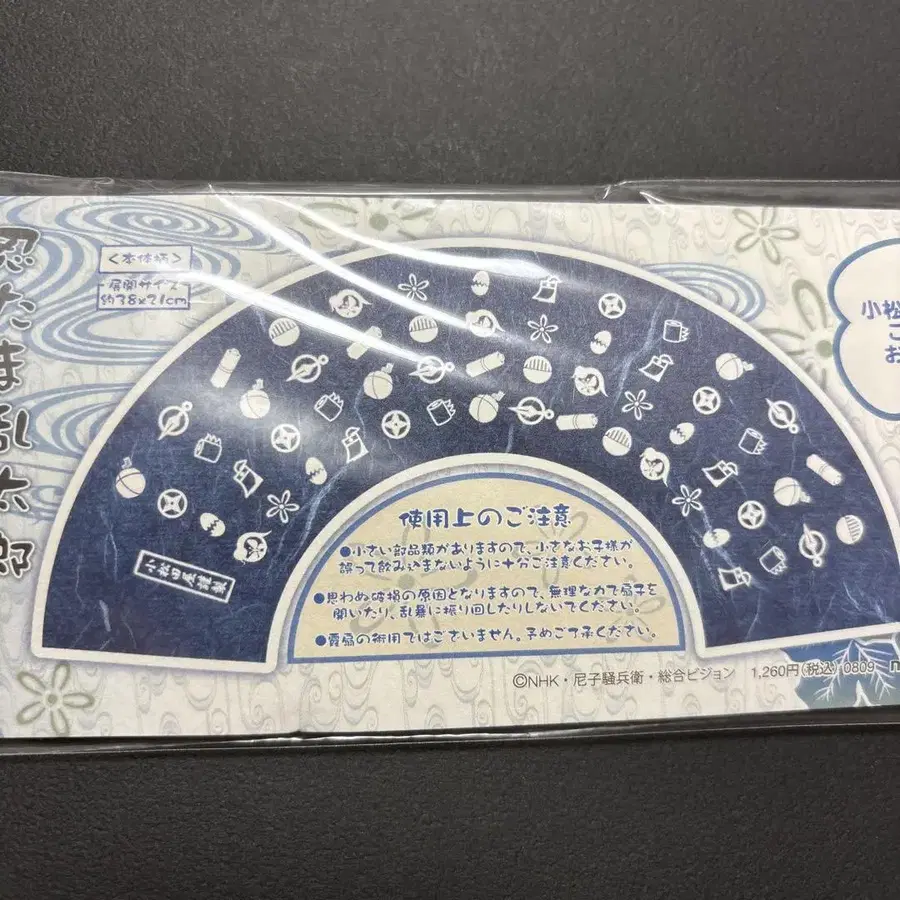 忍たま乱太郎
<本体柄>
展開サイズ
約38×21cm
小松
ご
お
小松田屋謹製
使用上のご注意
●小さい部品類がありますので、小さなお子様が
誤って飲み込まないように十分ご注意ください。
●思わぬ破損の原因となりますので、無理な力で扇子を
開いたり、乱暴に振り回したりしないでください。
●霞扇の術用ではございません。予めご了承ください。
©NHK・尼子騒兵衛・総合ビジョン 1,260円(税込) 0809